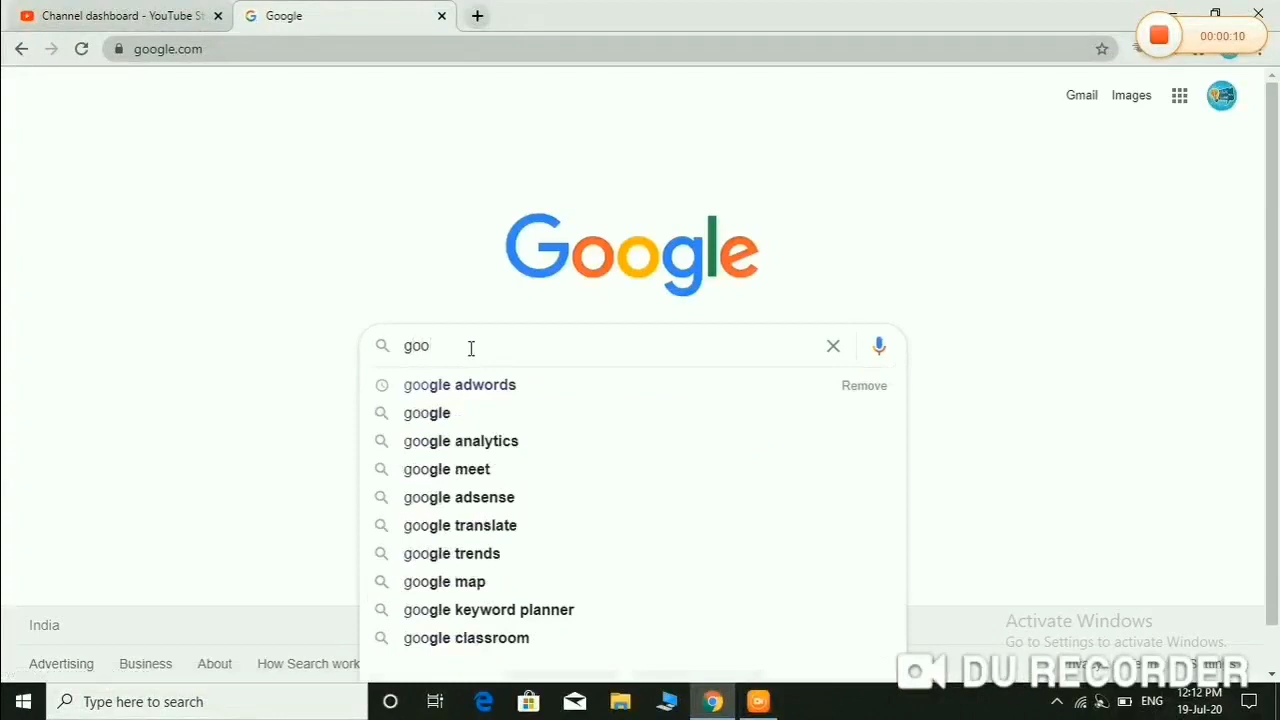 Channel dashboard - YouTube St
Google
00:00:10
google.com
Gmail Images
Google
goo
google adwords Remove
google
google analytics
google meet
google adsense
google translate
google trends
google map
google keyword planner
google classroom
India
Activate Windows
Go to Settings to activate Windows.
Advertising Business About How Search work
DU RECORDER
Type here to search
ENG
12:12 PM
19-Jul-20